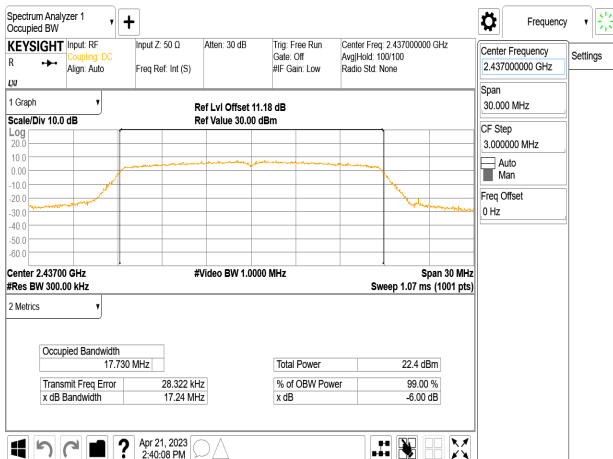 Spectrum Analyzer 1
Occupied BW
Frequency
KEYSIGHT Input: RF Input Z: 50 Ω Atten: 30 dB Trig: Free Run Center Freq: 2.437000000 GHz
R Coupling: DC Gate: Off Avg|Hold: 100/100
Align: Auto Freq Ref: Int (S) #IF Gain: Low Radio Std: None
LXI
Center Frequency
2.437000000 GHz
Settings
Span
30.000 MHz
CF Step
3.000000 MHz
Auto
Man
Freq Offset
0 Hz
1 Graph
Ref Lvl Offset 11.18 dB
Scale/Div 10.0 dB Ref Value 30.00 dBm
Log
20.0
10.0
0.00
-10.0
-20.0
-30.0
-40.0
-50.0
-60.0
Center 2.43700 GHz #Video BW 1.0000 MHz Span 30 MHz
#Res BW 300.00 kHz Sweep 1.07 ms (1001 pts)
2 Metrics
Occupied Bandwidth
17.730 MHz Total Power 22.4 dBm
Transmit Freq Error 28.322 kHz % of OBW Power 99.00 %
x dB Bandwidth 17.24 MHz x dB -6.00 dB
? Apr 21, 2023
2:40:08 PM